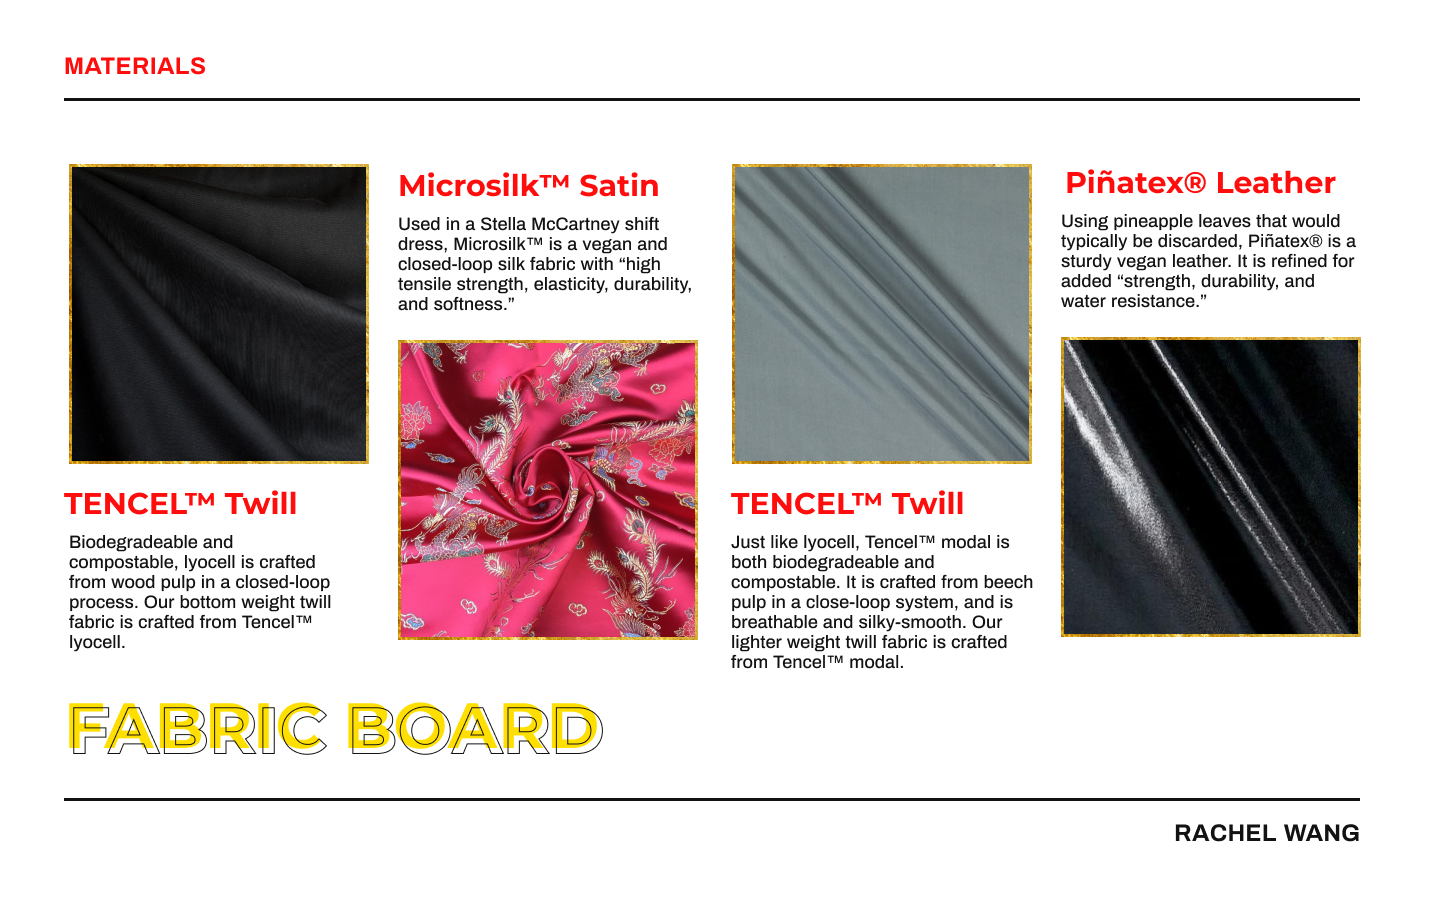 MATERIALS
TENCEL™ Twill
Biodegradeable and
compostable, lyocell is crafted
from wood pulp in a closed-loop
process. Our bottom weight twill
fabric is crafted from Tencel™
lyocell.
Microsilk™ Satin
Used in a Stella McCartney shift
dress, Microsilk™ is a vegan and
closed-loop silk fabric with “high
tensile strength, elasticity, durability,
and softness.”
TENCEL™ Twill
Just like lyocell, Tencel™ modal is
both biodegradeable and
compostable. It is crafted from beech
pulp in a close-loop system, and is
breathable and silky-smooth. Our
lighter weight twill fabric is crafted
from Tencel™ modal.
Piñatex® Leather
Using pineapple leaves that would
typically be discarded, Piñatex® is a
sturdy vegan leather. It is refined for
added “strength, durability, and
water resistance.”
FABRIC BOARD
RACHEL WANG